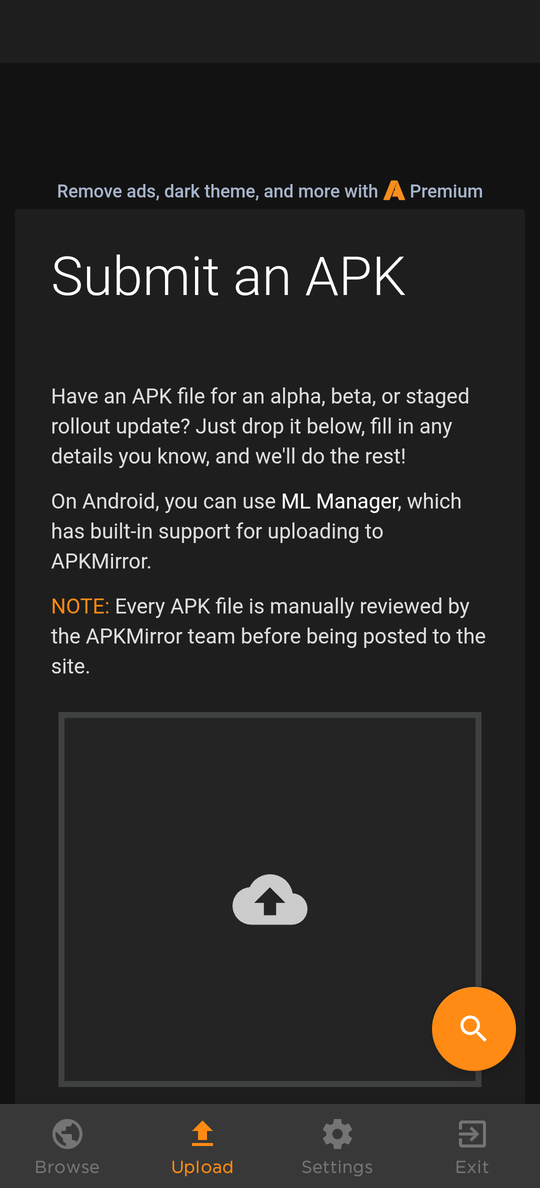 Remove ads, dark theme, and more with Premium
Submit an APK
Have an APK file for an alpha, beta, or staged
rollout update? Just drop it below, fill in any
details you know, and we'll do the rest!
On Android, you can use ML Manager, which
has built-in support for uploading to
APKMirror.
NOTE: Every APK file is manually reviewed by
the APKMirror team before being posted to the
site.
Browse
Upload
Settings
Exit